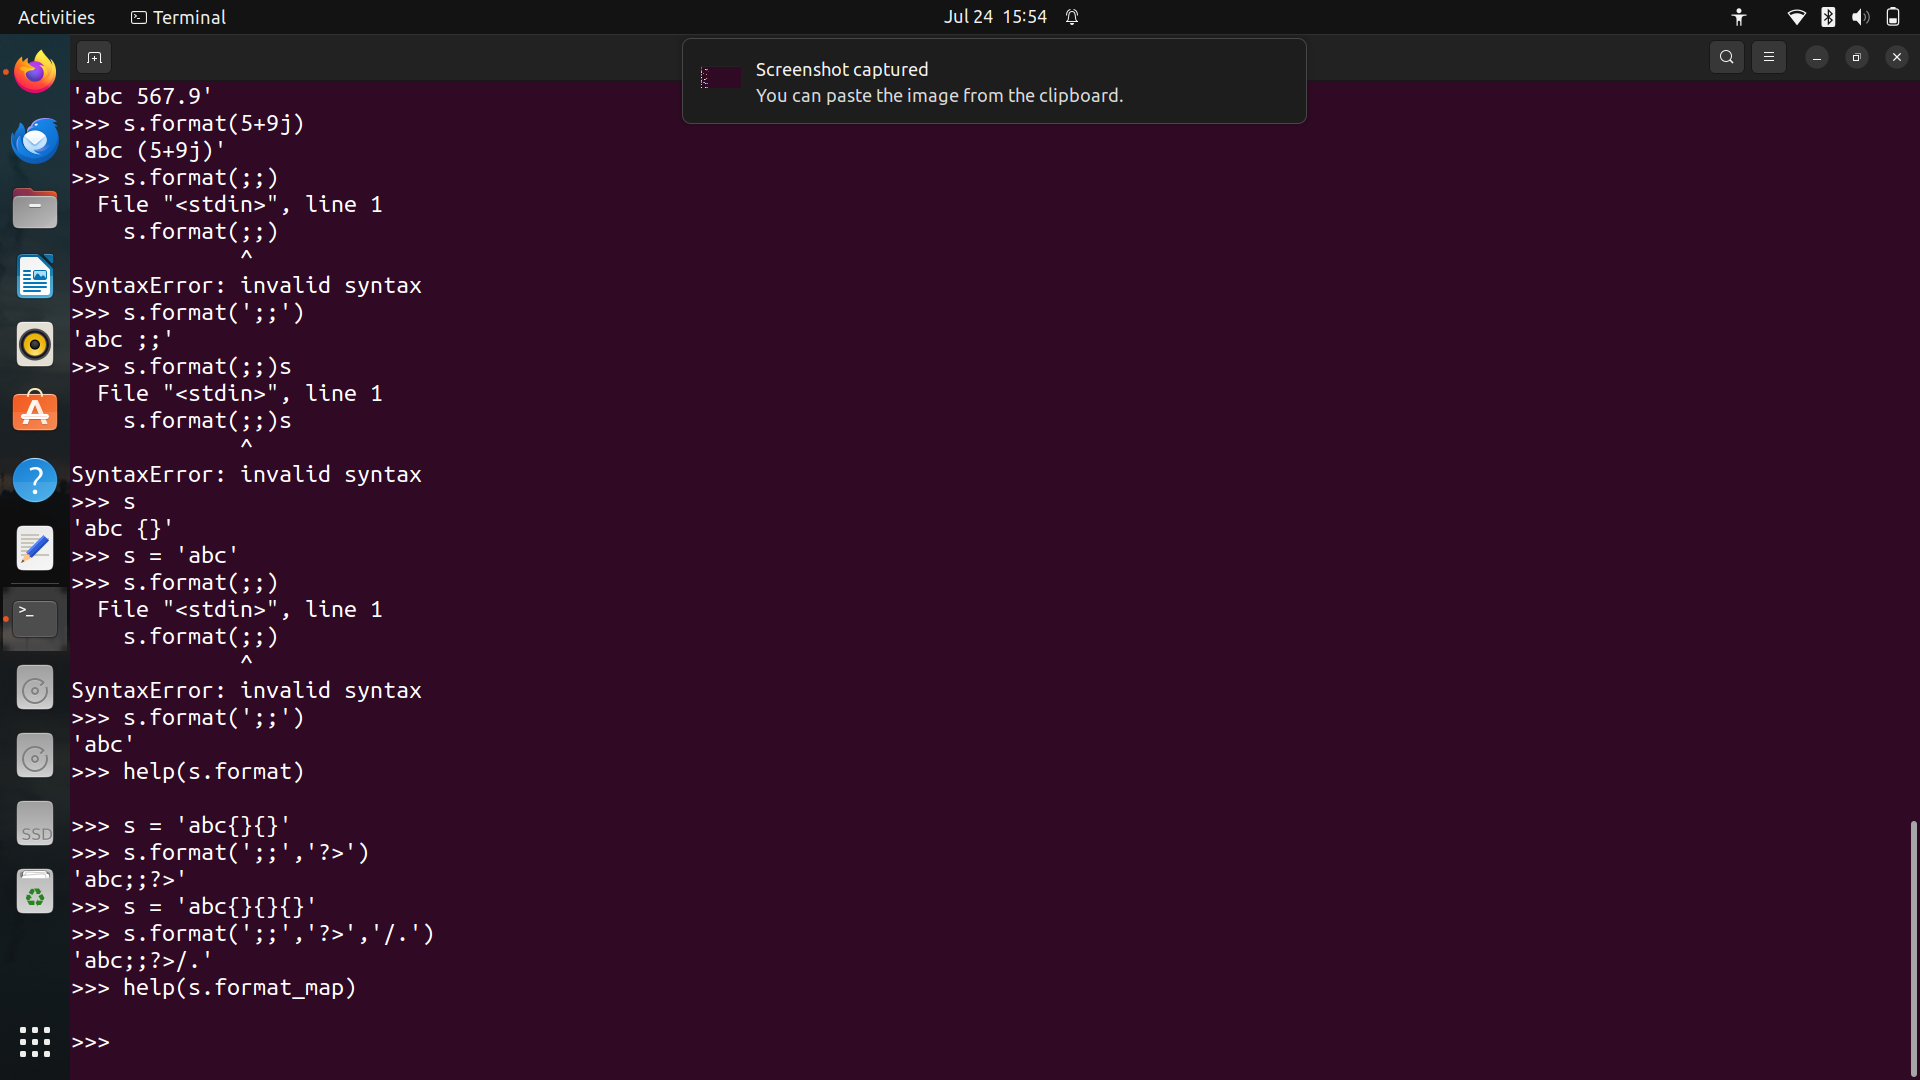 Activities
Terminal
Jul 24 15:54
Screenshot captured
You can paste the image from the clipboard.
'abc 567.9'
>>> s.format(5+9j)
'abc (5+9j)'
>>> s.format(;;)
  File "<stdin>", line 1
    s.format(;;)
             ^
SyntaxError: invalid syntax
>>> s.format(';;')
'abc ;;'
>>> s.format(;;)s
  File "<stdin>", line 1
    s.format(;;)s
             ^
SyntaxError: invalid syntax
>>> s
'abc {}'
>>> s = 'abc'
>>> s.format(;;)
  File "<stdin>", line 1
    s.format(;;)
             ^
SyntaxError: invalid syntax
>>> s.format(';;')
'abc'
>>> help(s.format)
>>> s = 'abc{}{}'
>>> s.format(';;','?>')
'abc;;?>'
>>> s = 'abc{}{}{}'
>>> s.format(';;','?>','/.')
'abc;;?>/.'
>>> help(s.format_map)
>>>
SSD